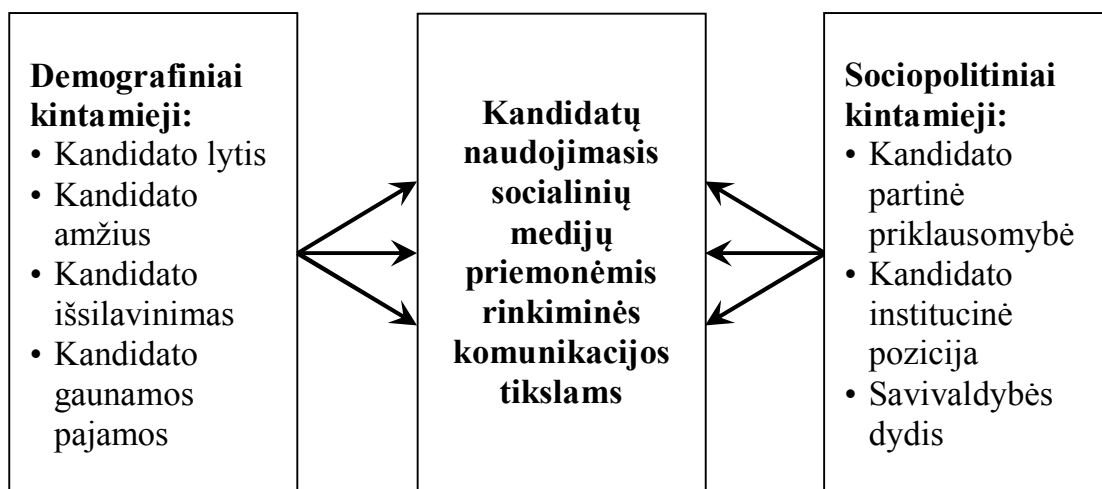 Demografiniai
kintamieji:
• Kandidato lytis
• Kandidato
amžius
• Kandidato
išsilavinimas
• Kandidato
gaunamos
pajamos
Kandidatų
naudojimasis
socialinių
medijų
priemonėmis
rinkiminės
komunikacijos
tikslams
Sociopolitiniai
kintamieji:
• Kandidato
partinė
priklausomybė
• Kandidato
institucinė
pozicija
• Savivaldybės
dydis